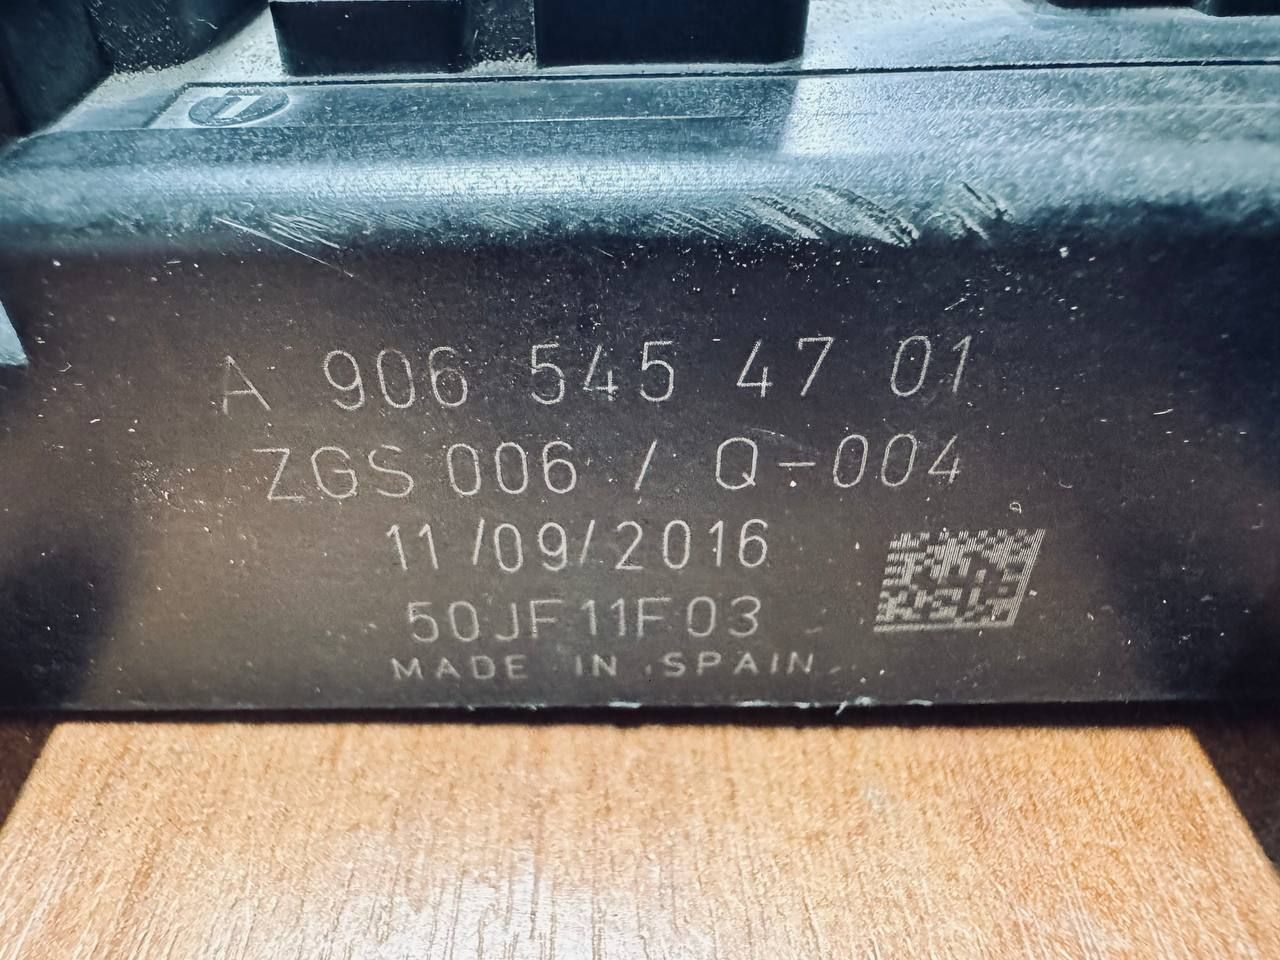 A 906 545 47 01
ZGS 006 / Q-004
11/09/2016
50JF11F03
MADE IN SPAIN